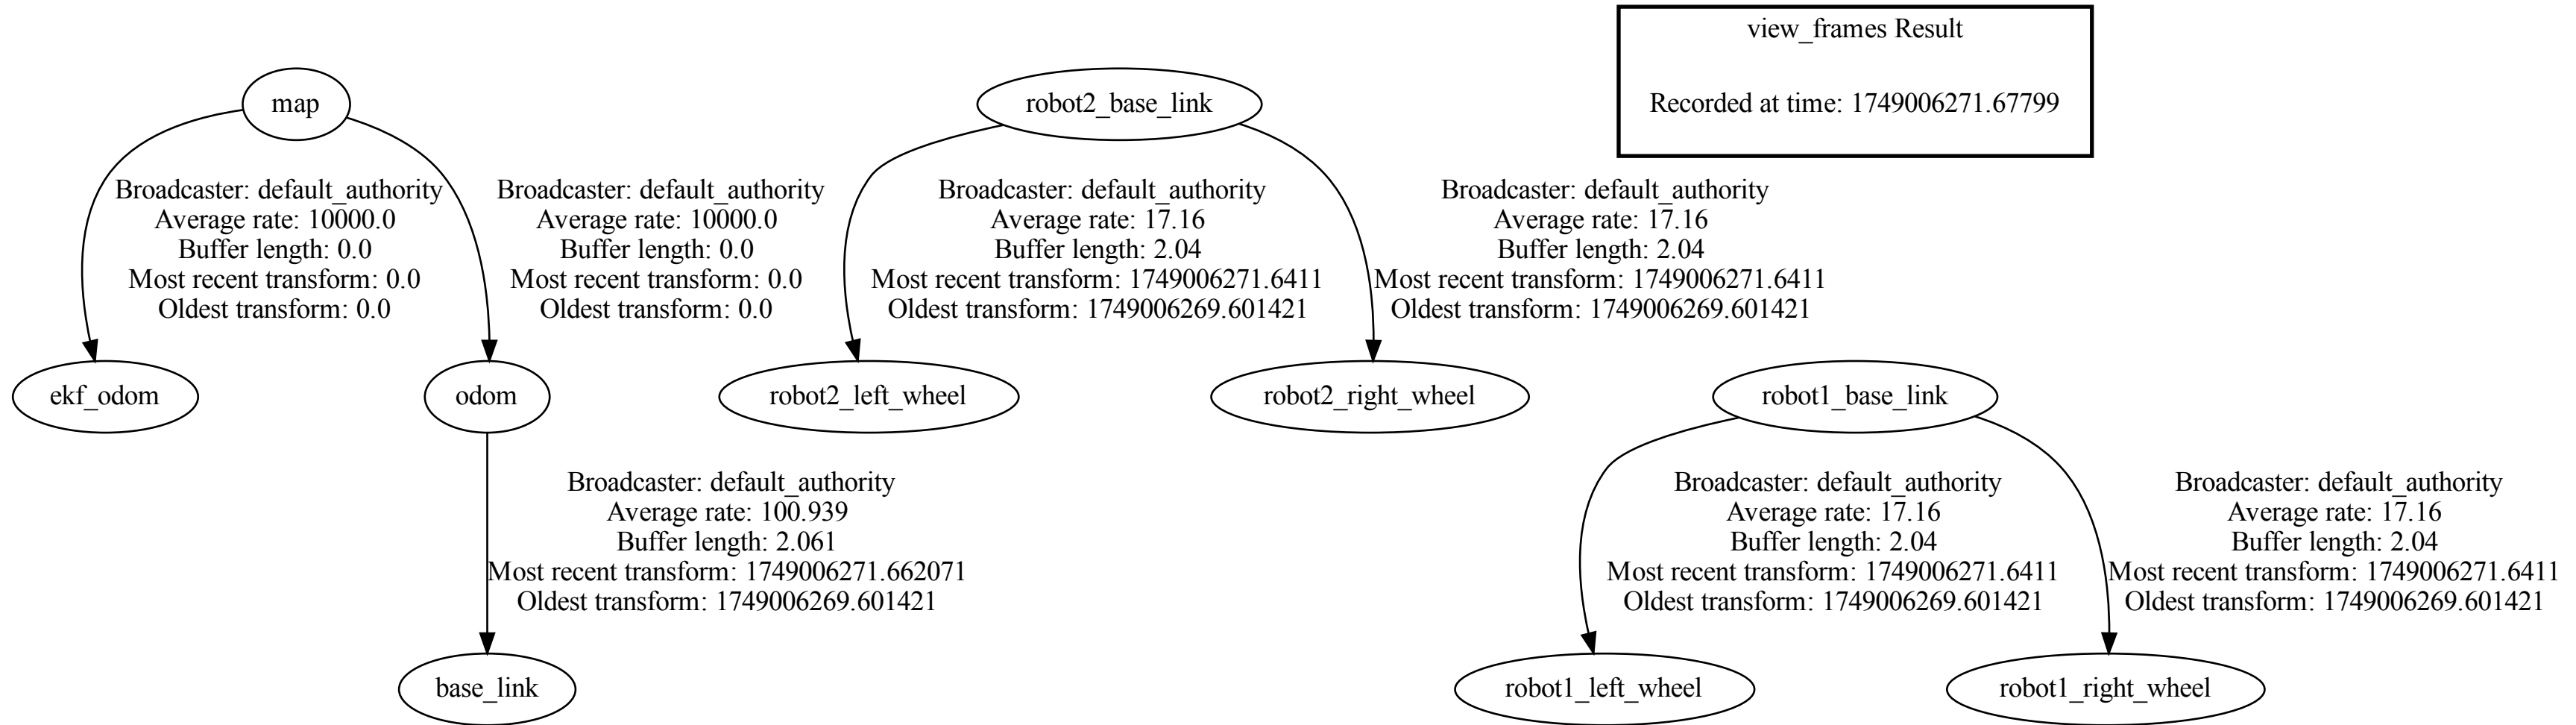 view_frames Result
Recorded at time: 1749006271.67799
map
robot2_base_link
Broadcaster: default_authority
Average rate: 10000.0
Buffer length: 0.0
Most recent transform: 0.0
Oldest transform: 0.0
Broadcaster: default_authority
Average rate: 10000.0
Buffer length: 0.0
Most recent transform: 0.0
Oldest transform: 0.0
Broadcaster: default_authority
Average rate: 17.16
Buffer length: 2.04
Most recent transform: 1749006271.6411
Oldest transform: 1749006269.601421
Broadcaster: default_authority
Average rate: 17.16
Buffer length: 2.04
Most recent transform: 1749006271.6411
Oldest transform: 1749006269.601421
ekf_odom
odom
robot2_left_wheel
robot2_right_wheel
robot1_base_link
Broadcaster: default_authority
Average rate: 100.939
Buffer length: 2.061
Most recent transform: 1749006271.662071
Oldest transform: 1749006269.601421
Broadcaster: default_authority
Average rate: 17.16
Buffer length: 2.04
Most recent transform: 1749006271.6411
Oldest transform: 1749006269.601421
Broadcaster: default_authority
Average rate: 17.16
Buffer length: 2.04
Most recent transform: 1749006271.6411
Oldest transform: 1749006269.601421
base_link
robot1_left_wheel
robot1_right_wheel